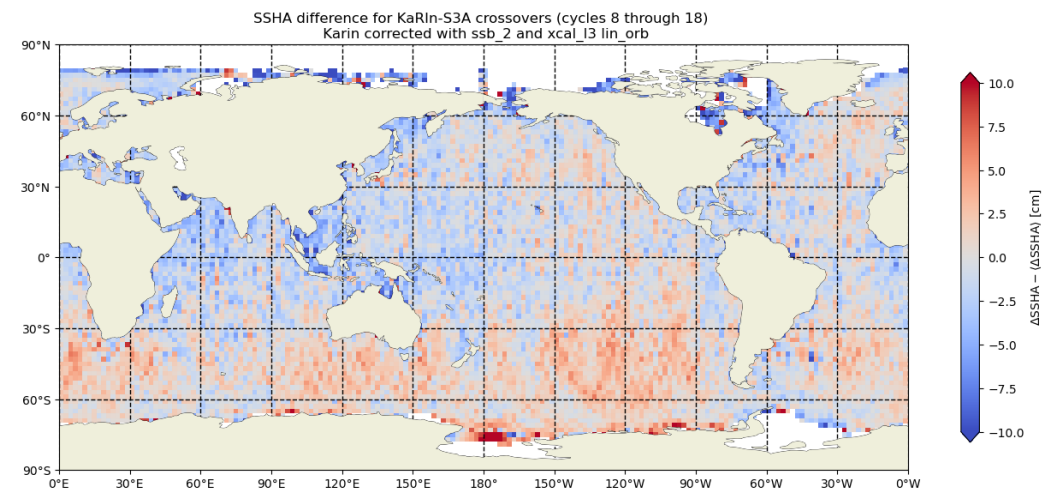 SSHA difference for KaRIn-S3A crossovers (cycles 8 through 18)
Karin corrected with ssb_2 and xcal_l3 lin_orb
90°N
60°N
30°N
0°
30°S
60°S
90°S
0°E 30°E 60°E 90°E 120°E 150°E 180° 150°W 120°W 90°W 60°W 30°W 0°W
10.0
7.5
5.0
2.5
0.0
−2.5
−5.0
−7.5
−10.0
ΔSSHA − ⟨ΔSSHA⟩ [cm]